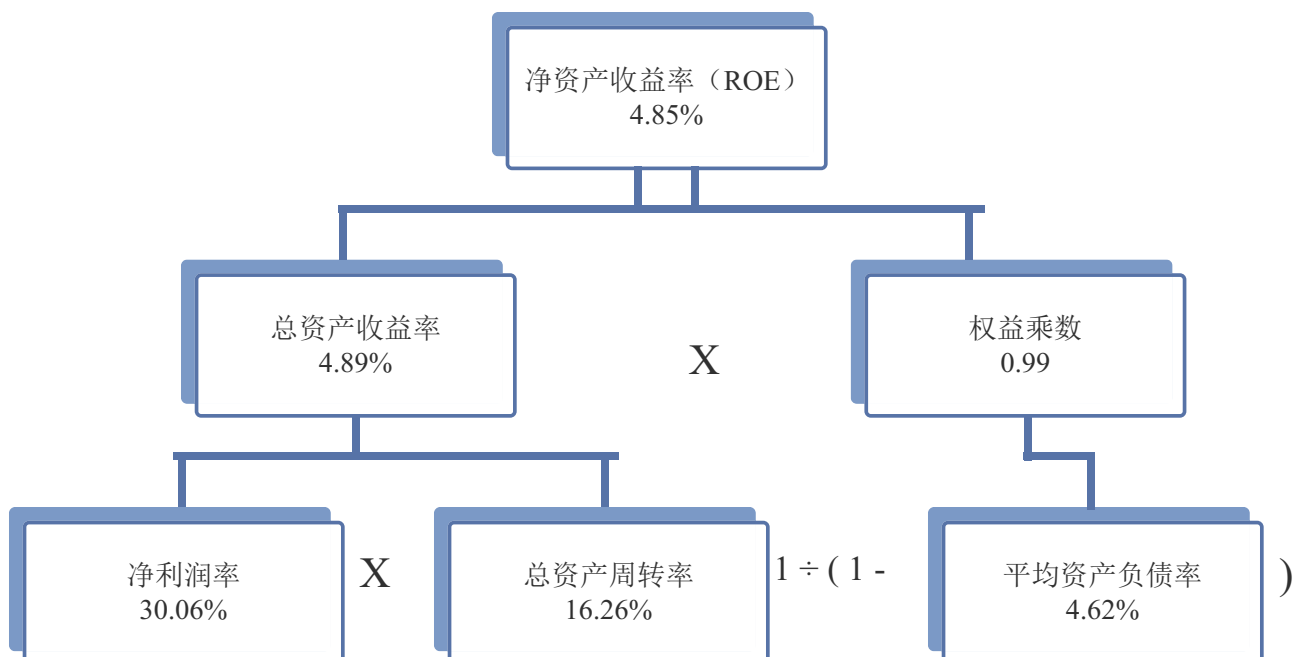 净资产收益率（ROE）
4.85%
总资产收益率
4.89%
X
权益乘数
0.99
净利润率
30.06%
X
总资产周转率
16.26%
1 ÷ ( 1 -
平均资产负债率
4.62%
)